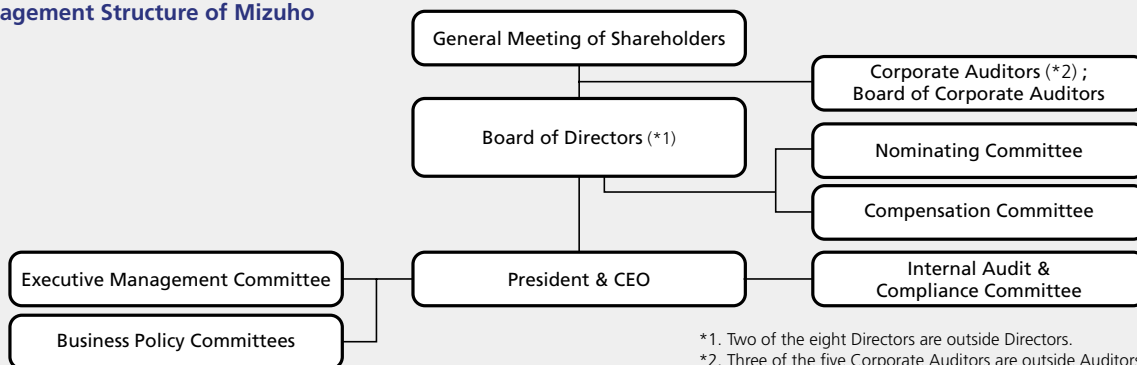 agement Structure of Mizuho
General Meeting of Shareholders
Corporate Auditors (*2) ;
Board of Corporate Auditors
Board of Directors (*1)
Nominating Committee
Compensation Committee
Executive Management Committee
President & CEO
Internal Audit &
Compliance Committee
Business Policy Committees
*1. Two of the eight Directors are outside Directors.
*2. Three of the five Corporate Auditors are outside Auditors